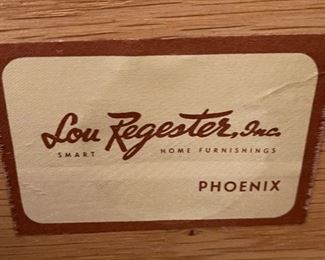 Lou Regester, Inc.
SMART HOME FURNISHINGS
PHOENIX